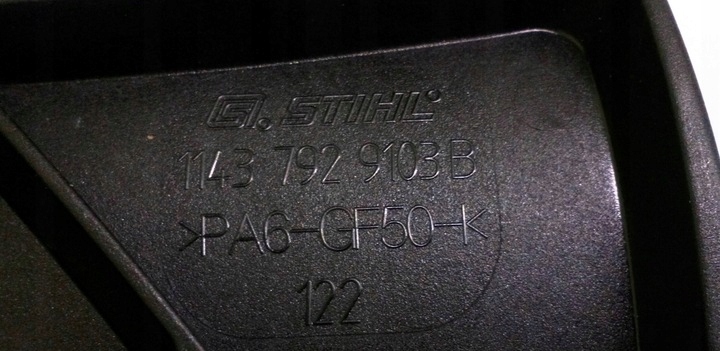 STIHL®
1143 792 9103 B
>PA6-GF50-K<
122